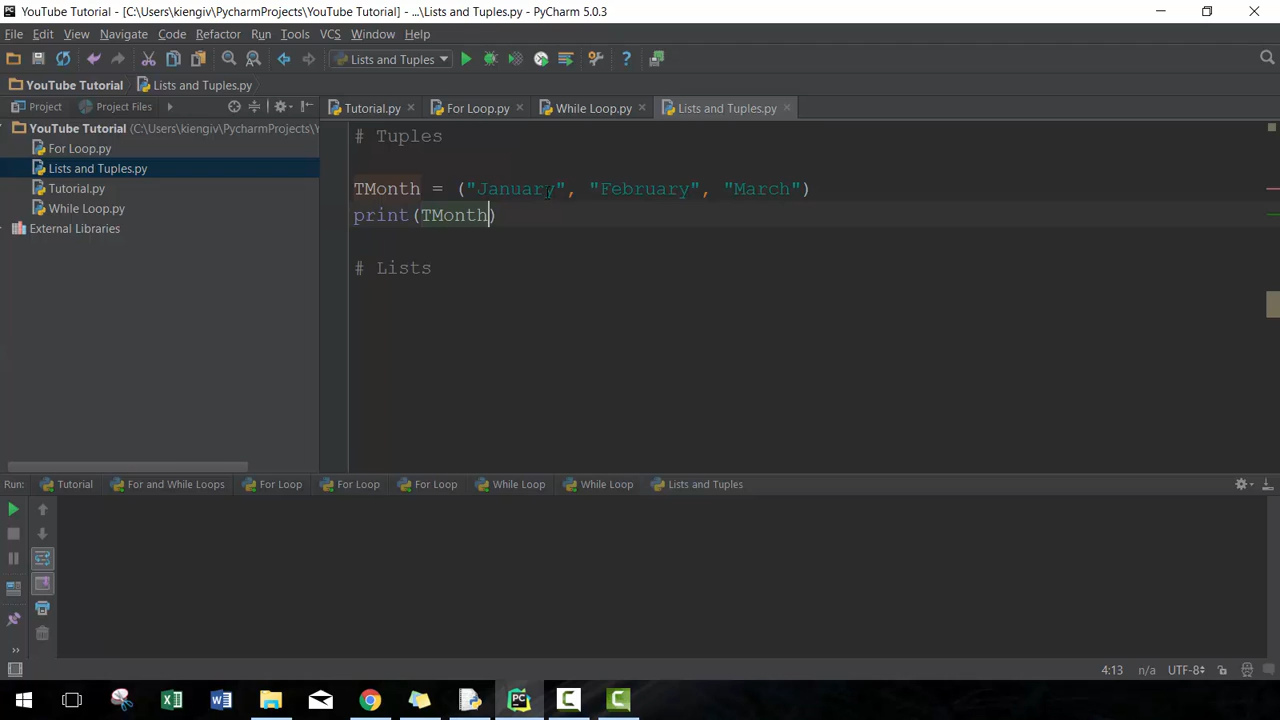 YouTube Tutorial - [C:\Users\kiengiv\PycharmProjects\YouTube Tutorial] - ...\Lists and Tuples.py - PyCharm 5.0.3
File Edit View Navigate Code Refactor Run Tools VCS Window Help
Lists and Tuples
YouTube Tutorial Lists and Tuples.py
Project Project Files Tutorial.py For Loop.py While Loop.py Lists and Tuples.py
YouTube Tutorial (C:\Users\kiengiv\PycharmProjects\Y
For Loop.py
Lists and Tuples.py
Tutorial.py
While Loop.py
External Libraries
# Tuples
TMonth = ("January", "February", "March")
print(TMonth)
# Lists
Run: Tutorial For and While Loops For Loop For Loop For Loop While Loop While Loop Lists and Tuples
4:13 n/a UTF-8
PC